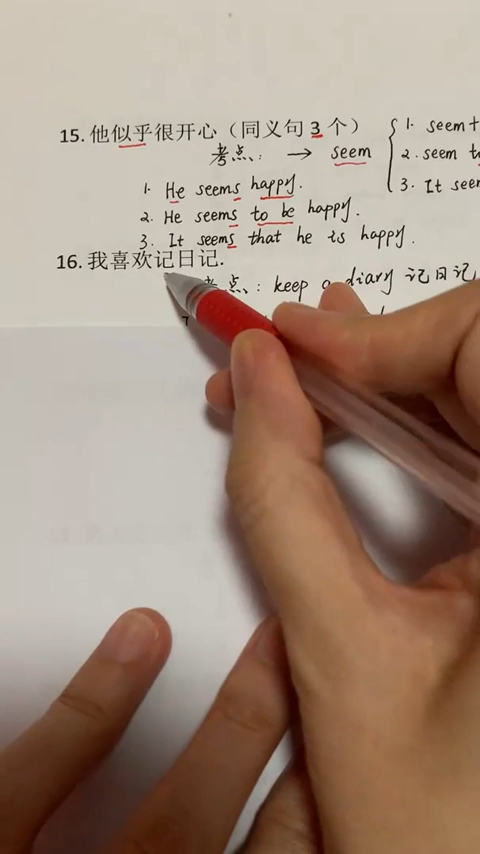 15. 他似乎很开心（同义句 3 个）
考点： → seem
1. seem
2. seem
3. It
1. He seems happy.
2. He seems to be happy.
3. It seems that he is happy.
16. 我喜欢记日记.
考点：keep a diary 记日记